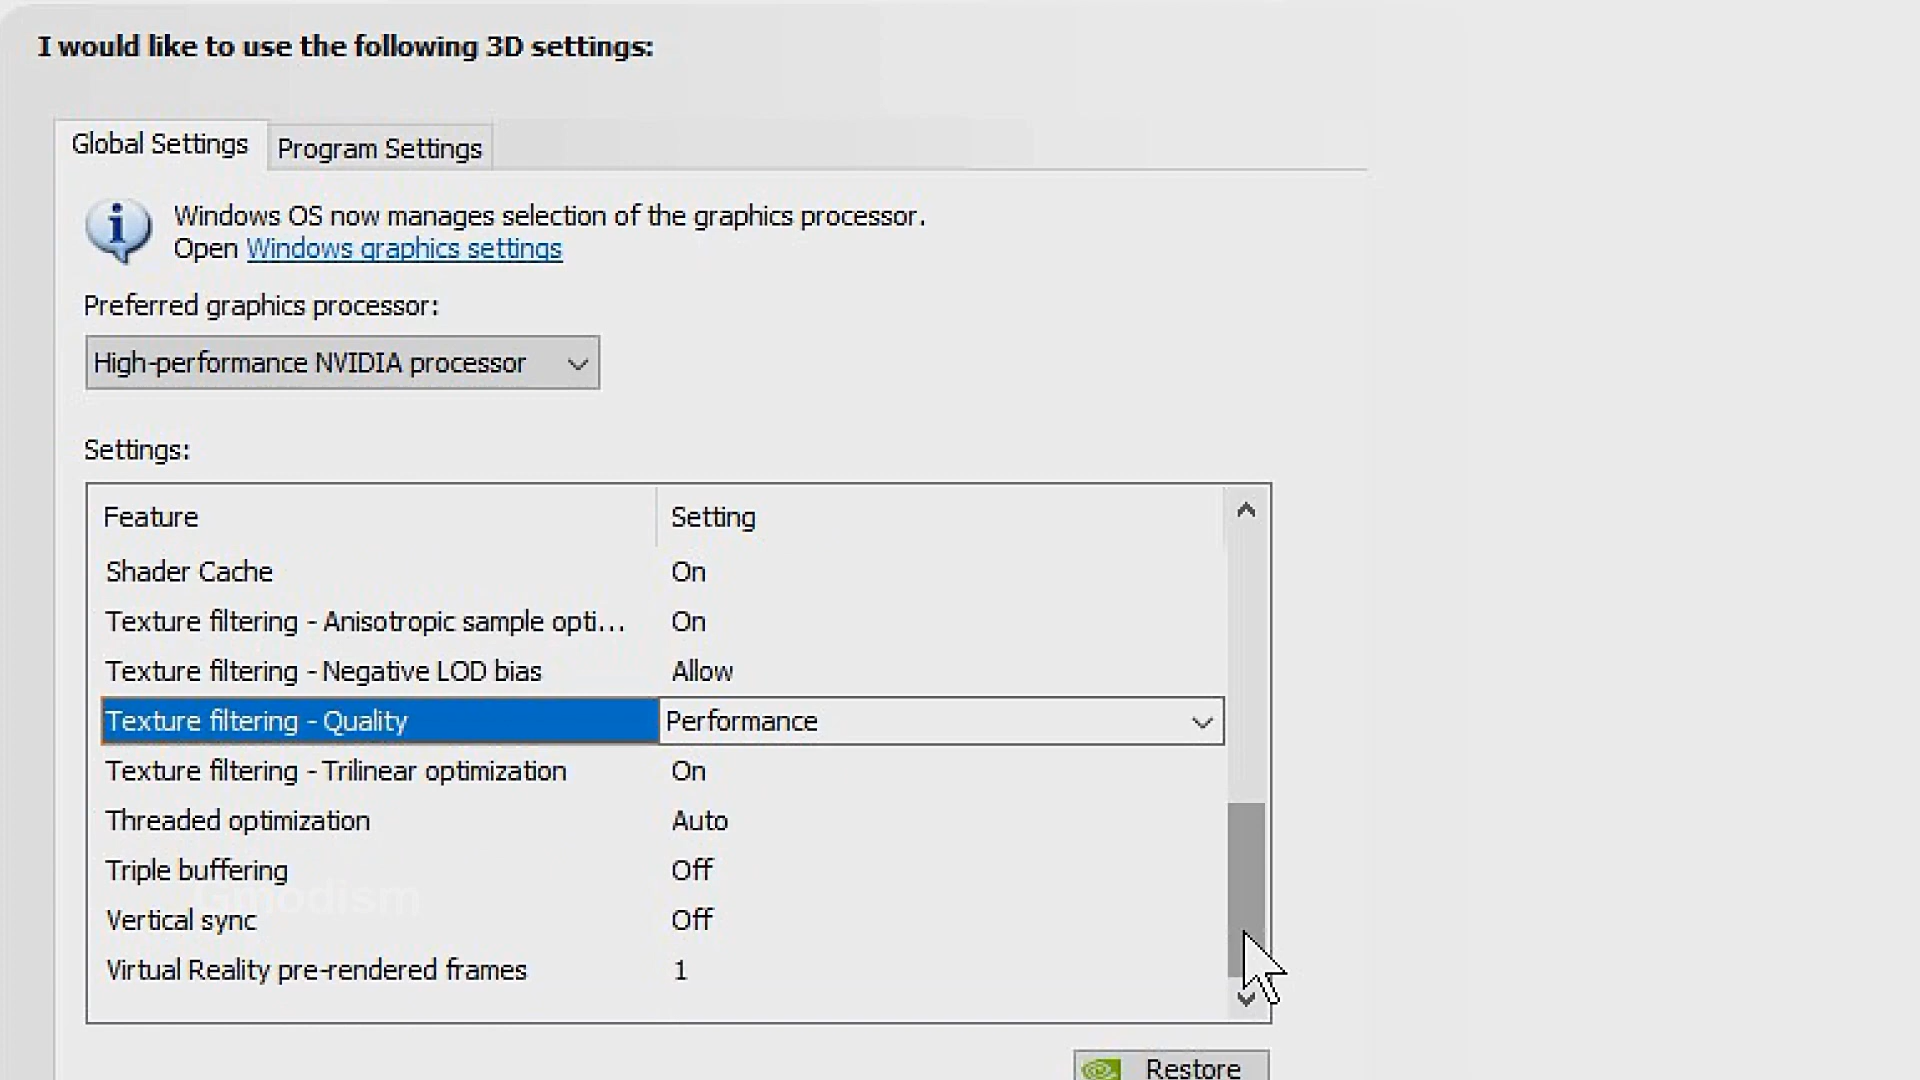 I would like to use the following 3D settings:
Global Settings
Program Settings
Windows OS now manages selection of the graphics processor.
Open Windows graphics settings
Preferred graphics processor:
High-performance NVIDIA processor
Settings:
Feature Setting
Shader Cache On
Texture filtering - Anisotropic sample opti... On
Texture filtering - Negative LOD bias Allow
Texture filtering - Quality Performance
Texture filtering - Trilinear optimization On
Threaded optimization Auto
Triple buffering Off
Gmodism
Vertical sync Off
Virtual Reality pre-rendered frames 1
Restore